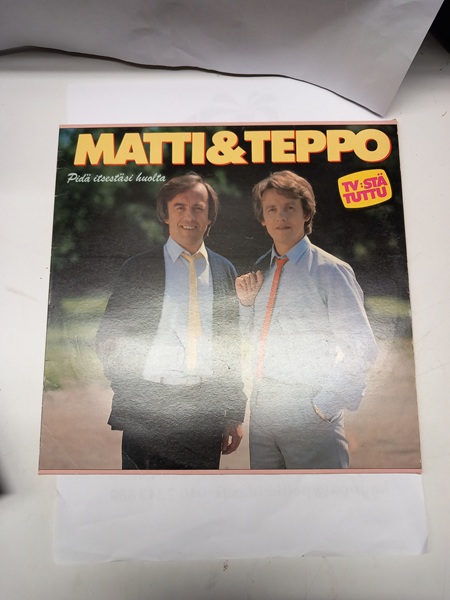 MATTI&TEPPO
Pidä itsestäsi huolta
TV:STÄ
TUTTU